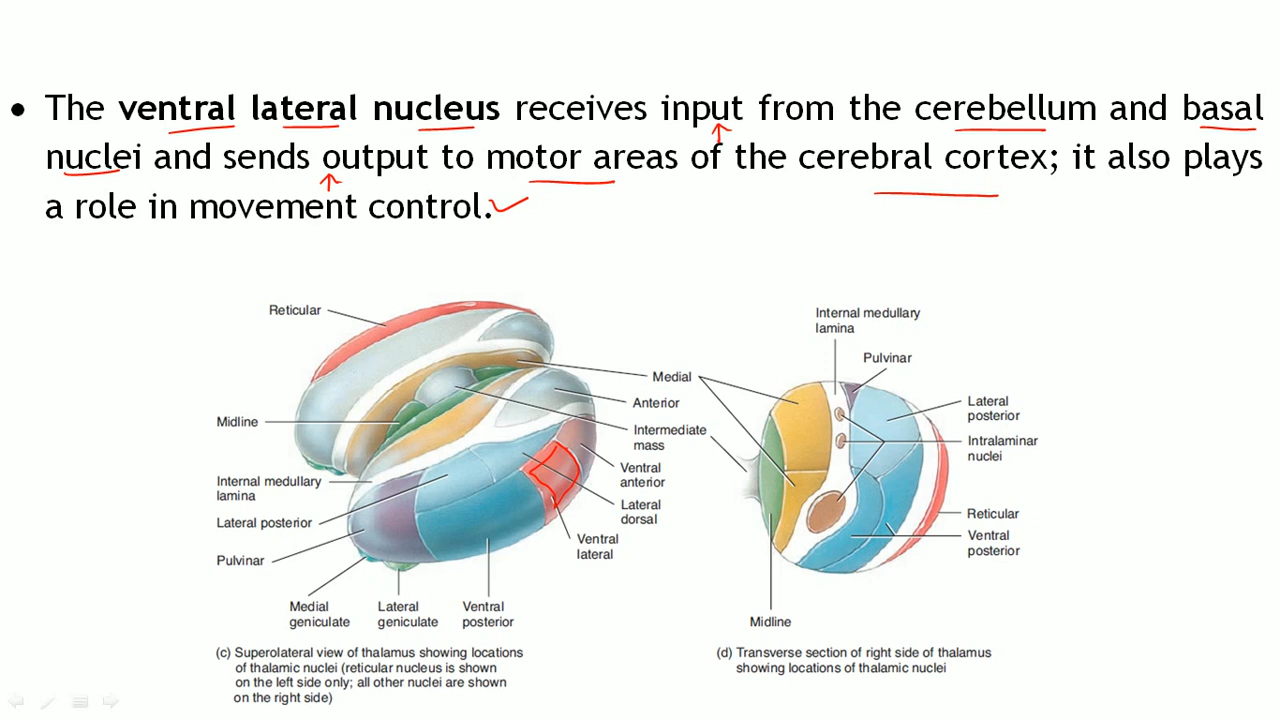 • The ventral lateral nucleus receives input from the cerebellum and basal
nuclei and sends output to motor areas of the cerebral cortex; it also plays
a role in movement control.
Reticular
Midline
Internal medullary
lamina
Lateral posterior
Pulvinar
Medial
geniculate
Lateral
geniculate
Ventral
posterior
Medial
Anterior
Intermediate
mass
Ventral
anterior
Lateral
dorsal
Ventral
lateral
(c) Superolateral view of thalamus showing locations
of thalamic nuclei (reticular nucleus is shown
on the left side only; all other nuclei are shown
on the right side)
Internal medullary
lamina
Pulvinar
Lateral
posterior
Intralaminar
nuclei
Reticular
Ventral
posterior
Midline
(d) Transverse section of right side of thalamus
showing locations of thalamic nuclei